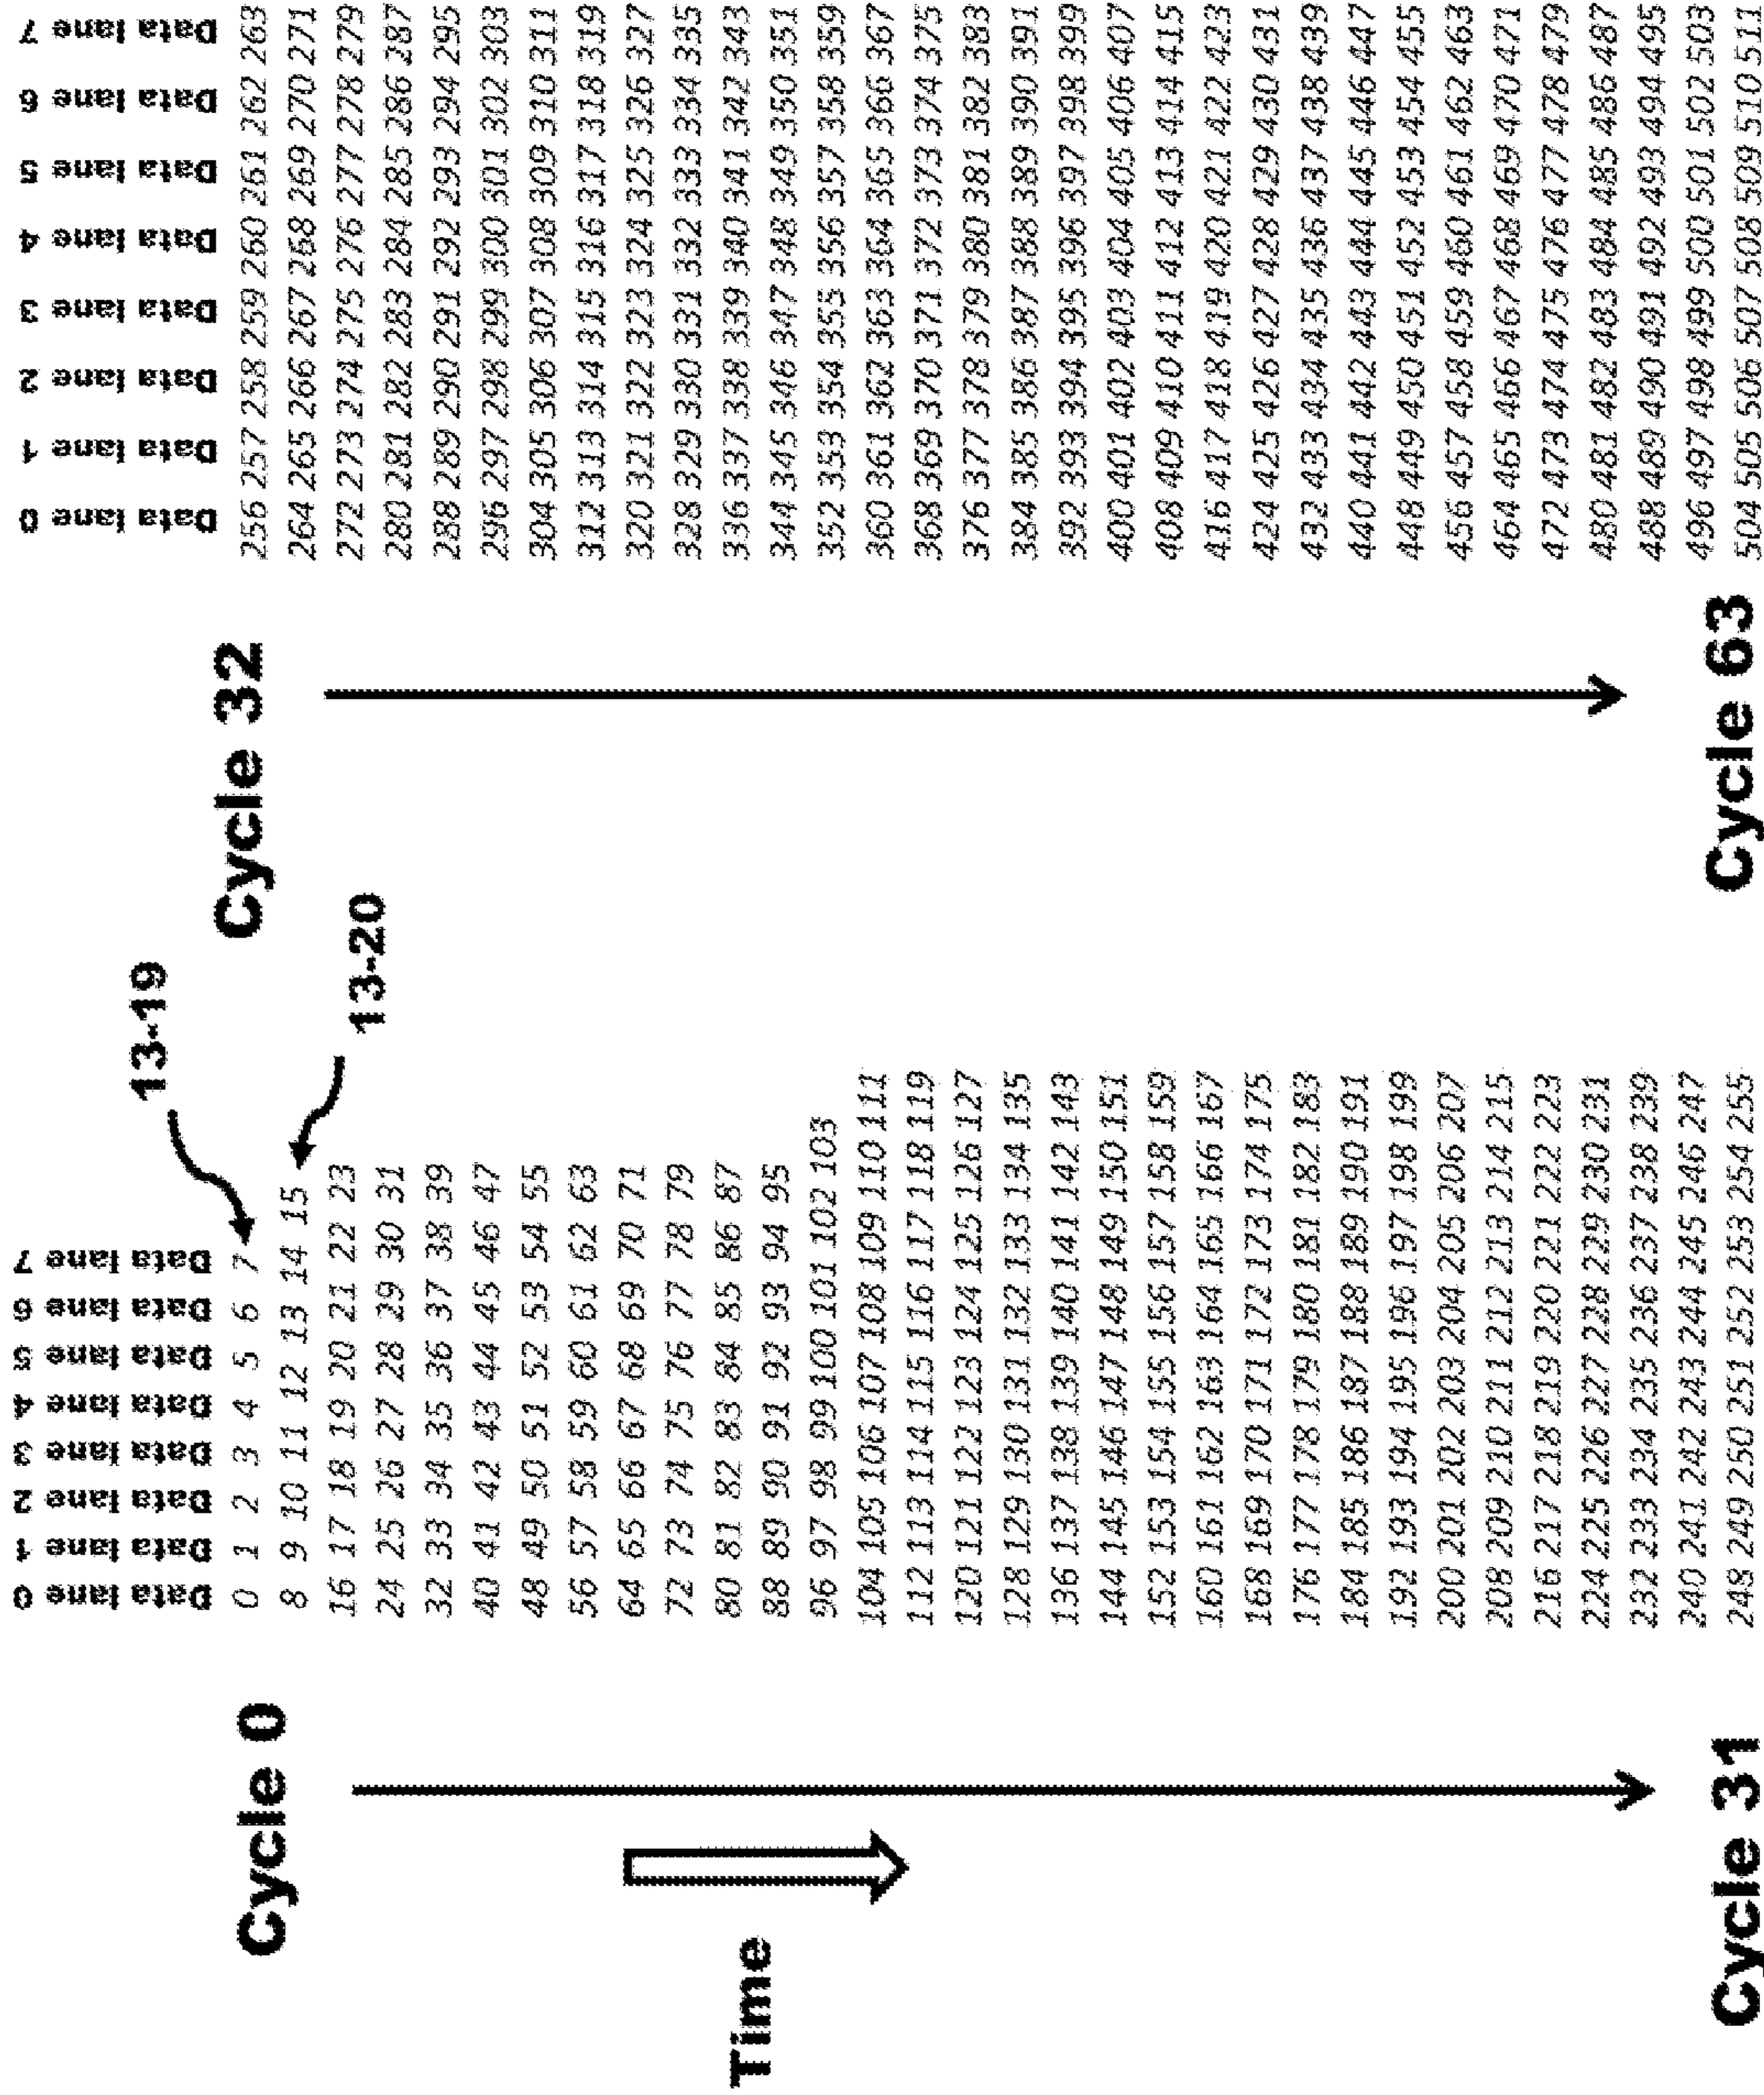 Data lane 0
Data lane 1
Data lane 2
Data lane 3
Data lane 4
Data lane 5
Data lane 6
Data lane 7
13-19
13-20
Cycle 0
Time
Cycle 31
0 1 2 3 4 5 6 7
8 9 10 11 12 13 14 15
16 17 18 19 20 21 22 23
24 25 26 27 28 29 30 31
32 33 34 35 36 37 38 39
40 41 42 43 44 45 46 47
48 49 50 51 52 53 54 55
56 57 58 59 60 61 62 63
64 65 66 67 68 69 70 71
72 73 74 75 76 77 78 79
80 81 82 83 84 85 86 87
88 89 90 91 92 93 94 95
96 97 98 99 100 101 102 103
104 105 106 107 108 109 110 111
112 113 114 115 116 117 118 119
120 121 122 123 124 125 126 127
128 129 130 131 132 133 134 135
136 137 138 139 140 141 142 143
144 145 146 147 148 149 150 151
152 153 154 155 156 157 158 159
160 161 162 163 164 165 166 167
168 169 170 171 172 173 174 175
176 177 178 179 180 181 182 183
184 185 186 187 188 189 190 191
192 193 194 195 196 197 198 199
200 201 202 203 204 205 206 207
208 209 210 211 212 213 214 215
216 217 218 219 220 221 222 223
224 225 226 227 228 229 230 231
232 233 234 235 236 237 238 239
240 241 242 243 244 245 246 247
248 249 250 251 252 253 254 255
Data lane 0
Data lane 1
Data lane 2
Data lane 3
Data lane 4
Data lane 5
Data lane 6
Data lane 7
Cycle 32
Cycle 63
256 257 258 259 260 261 262 263
264 265 266 267 268 269 270 271
272 273 274 275 276 277 278 279
280 281 282 283 284 285 286 287
288 289 290 291 292 293 294 295
296 297 298 299 300 301 302 303
304 305 306 307 308 309 310 311
312 313 314 315 316 317 318 319
320 321 322 323 324 325 326 327
328 329 330 331 332 333 334 335
336 337 338 339 340 341 342 343
344 345 346 347 348 349 350 351
352 353 354 355 356 357 358 359
360 361 362 363 364 365 366 367
368 369 370 371 372 373 374 375
376 377 378 379 380 381 382 383
384 385 386 387 388 389 390 391
392 393 394 395 396 397 398 399
400 401 402 403 404 405 406 407
408 409 410 411 412 413 414 415
416 417 418 419 420 421 422 423
424 425 426 427 428 429 430 431
432 433 434 435 436 437 438 439
440 441 442 443 444 445 446 447
448 449 450 451 452 453 454 455
456 457 458 459 460 461 462 463
464 465 466 467 468 469 470 471
472 473 474 475 476 477 478 479
480 481 482 483 484 485 486 487
488 489 490 491 492 493 494 495
496 497 498 499 500 501 502 503
504 505 506 507 508 509 510 511